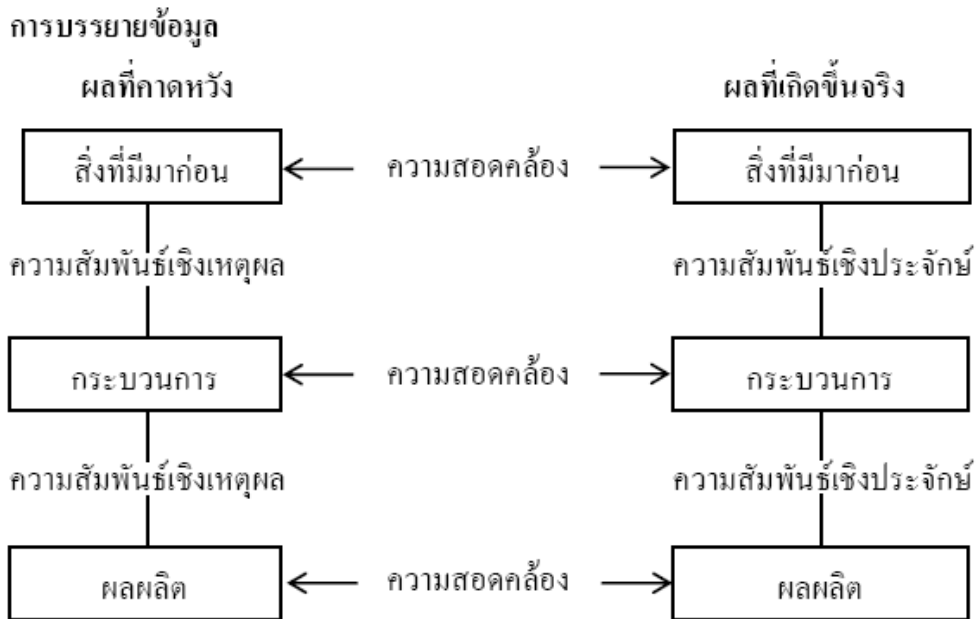 การบรรยายข้อมูล
ผลที่คาดหวัง ผลที่เกิดขึ้นจริง
สิ่งที่มีมาก่อน ความสอดคล้อง สิ่งที่มีมาก่อน
ความสัมพันธ์เชิงเหตุผล ความสัมพันธ์เชิงประจักษ์
กระบวนการ ความสอดคล้อง กระบวนการ
ความสัมพันธ์เชิงเหตุผล ความสัมพันธ์เชิงประจักษ์
ผลผลิต ความสอดคล้อง ผลผลิต